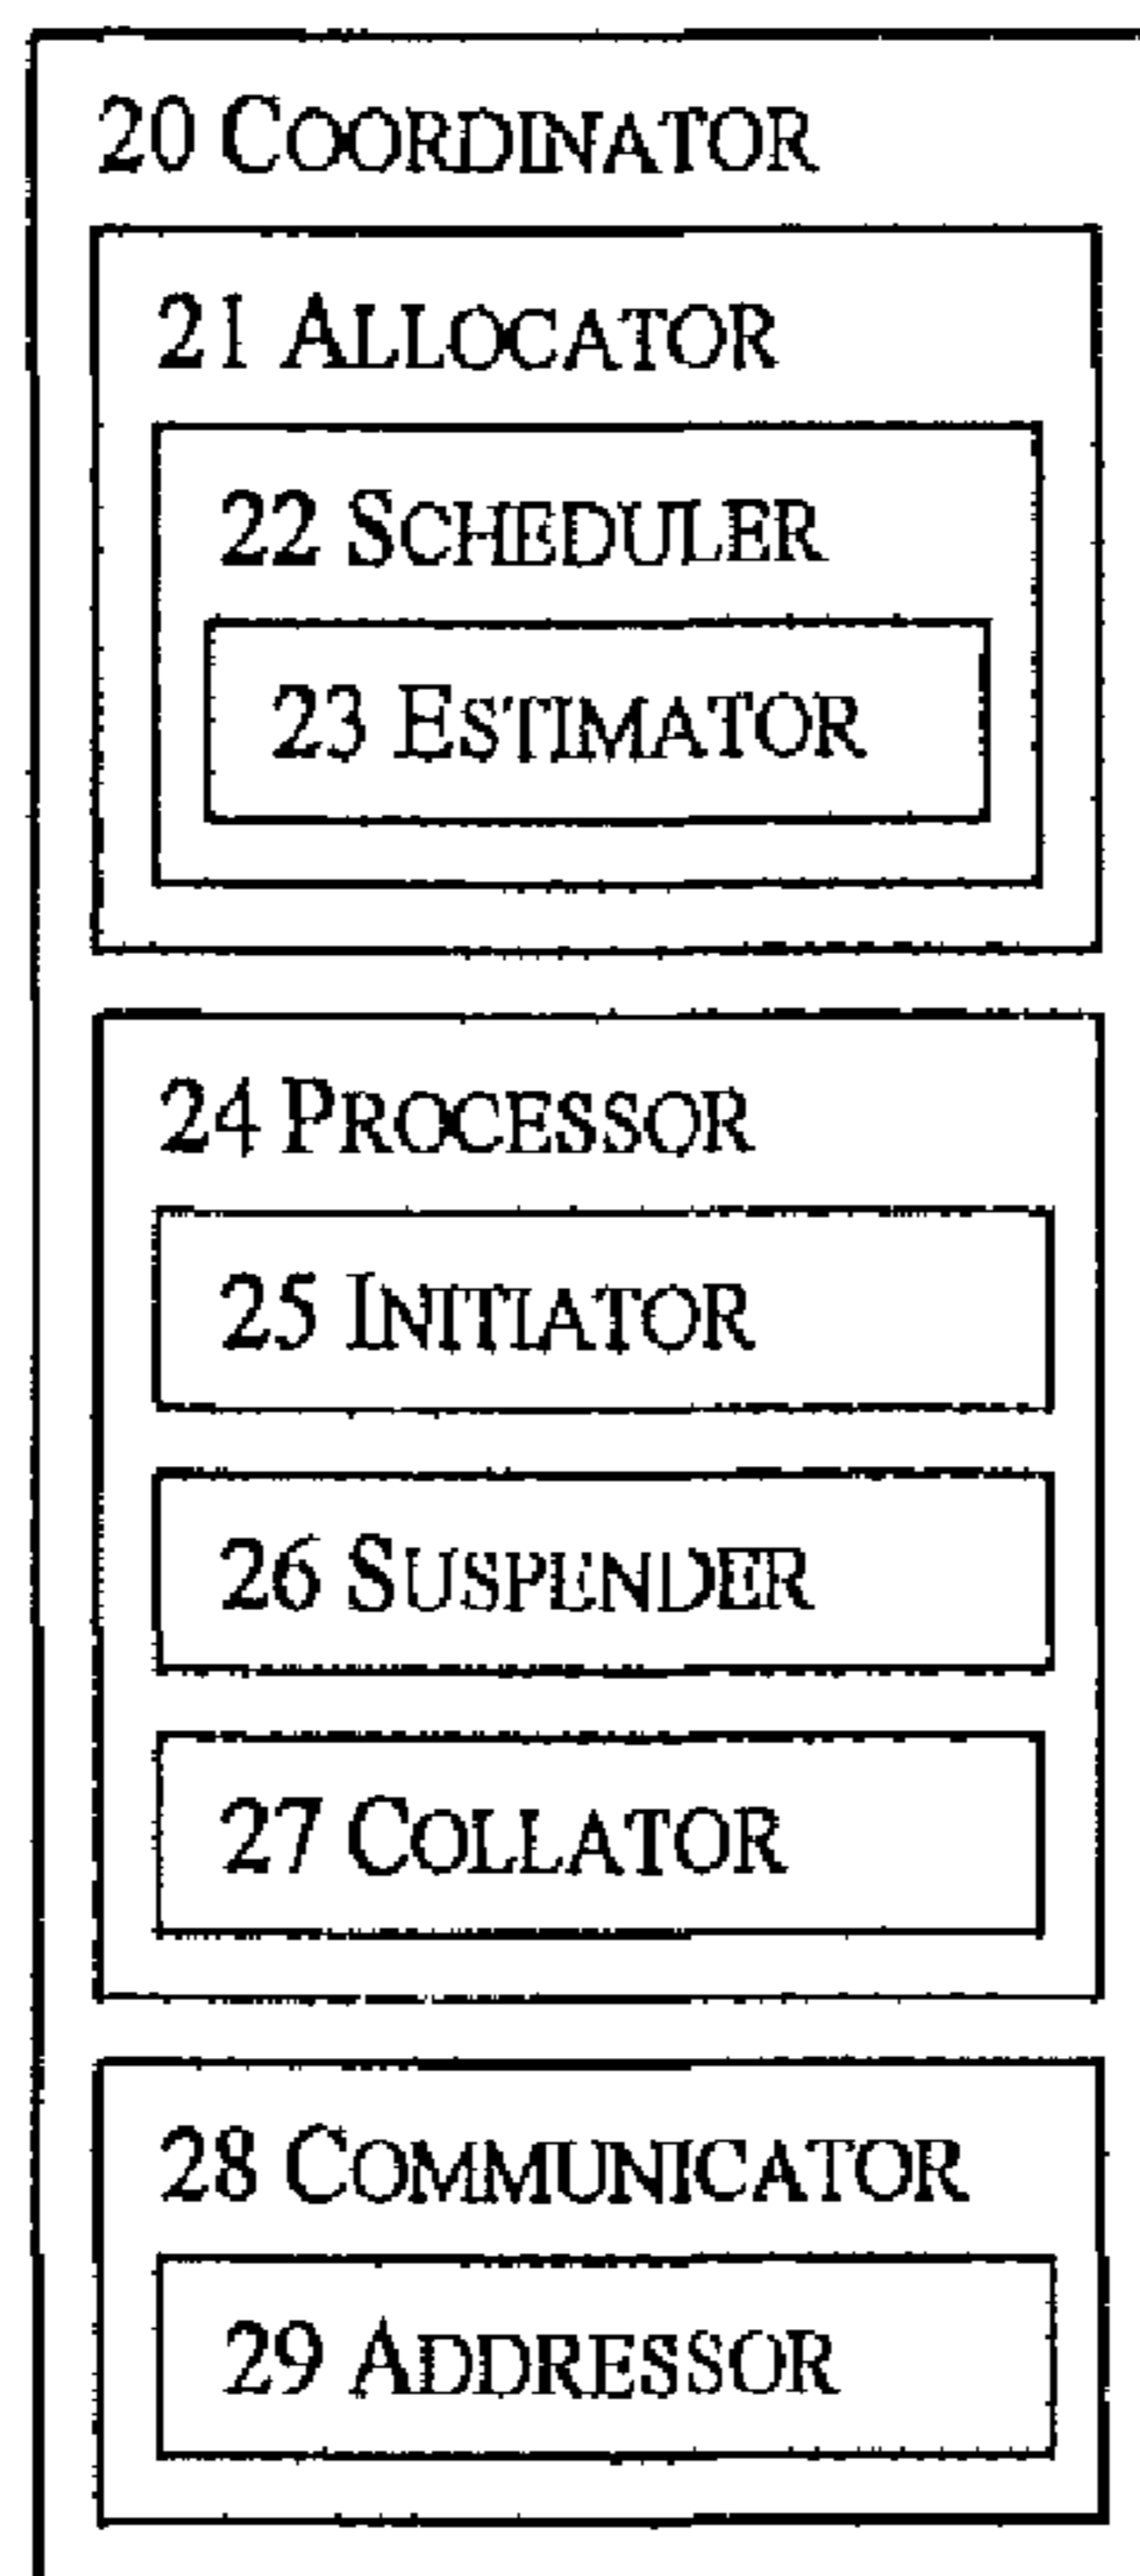 20 COORDINATOR
21 ALLOCATOR
22 SCHEDULER
23 ESTIMATOR
24 PROCESSOR
25 INITIATOR
26 SUSPENDER
27 COLLATOR
28 COMMUNICATOR
29 ADDRESSOR